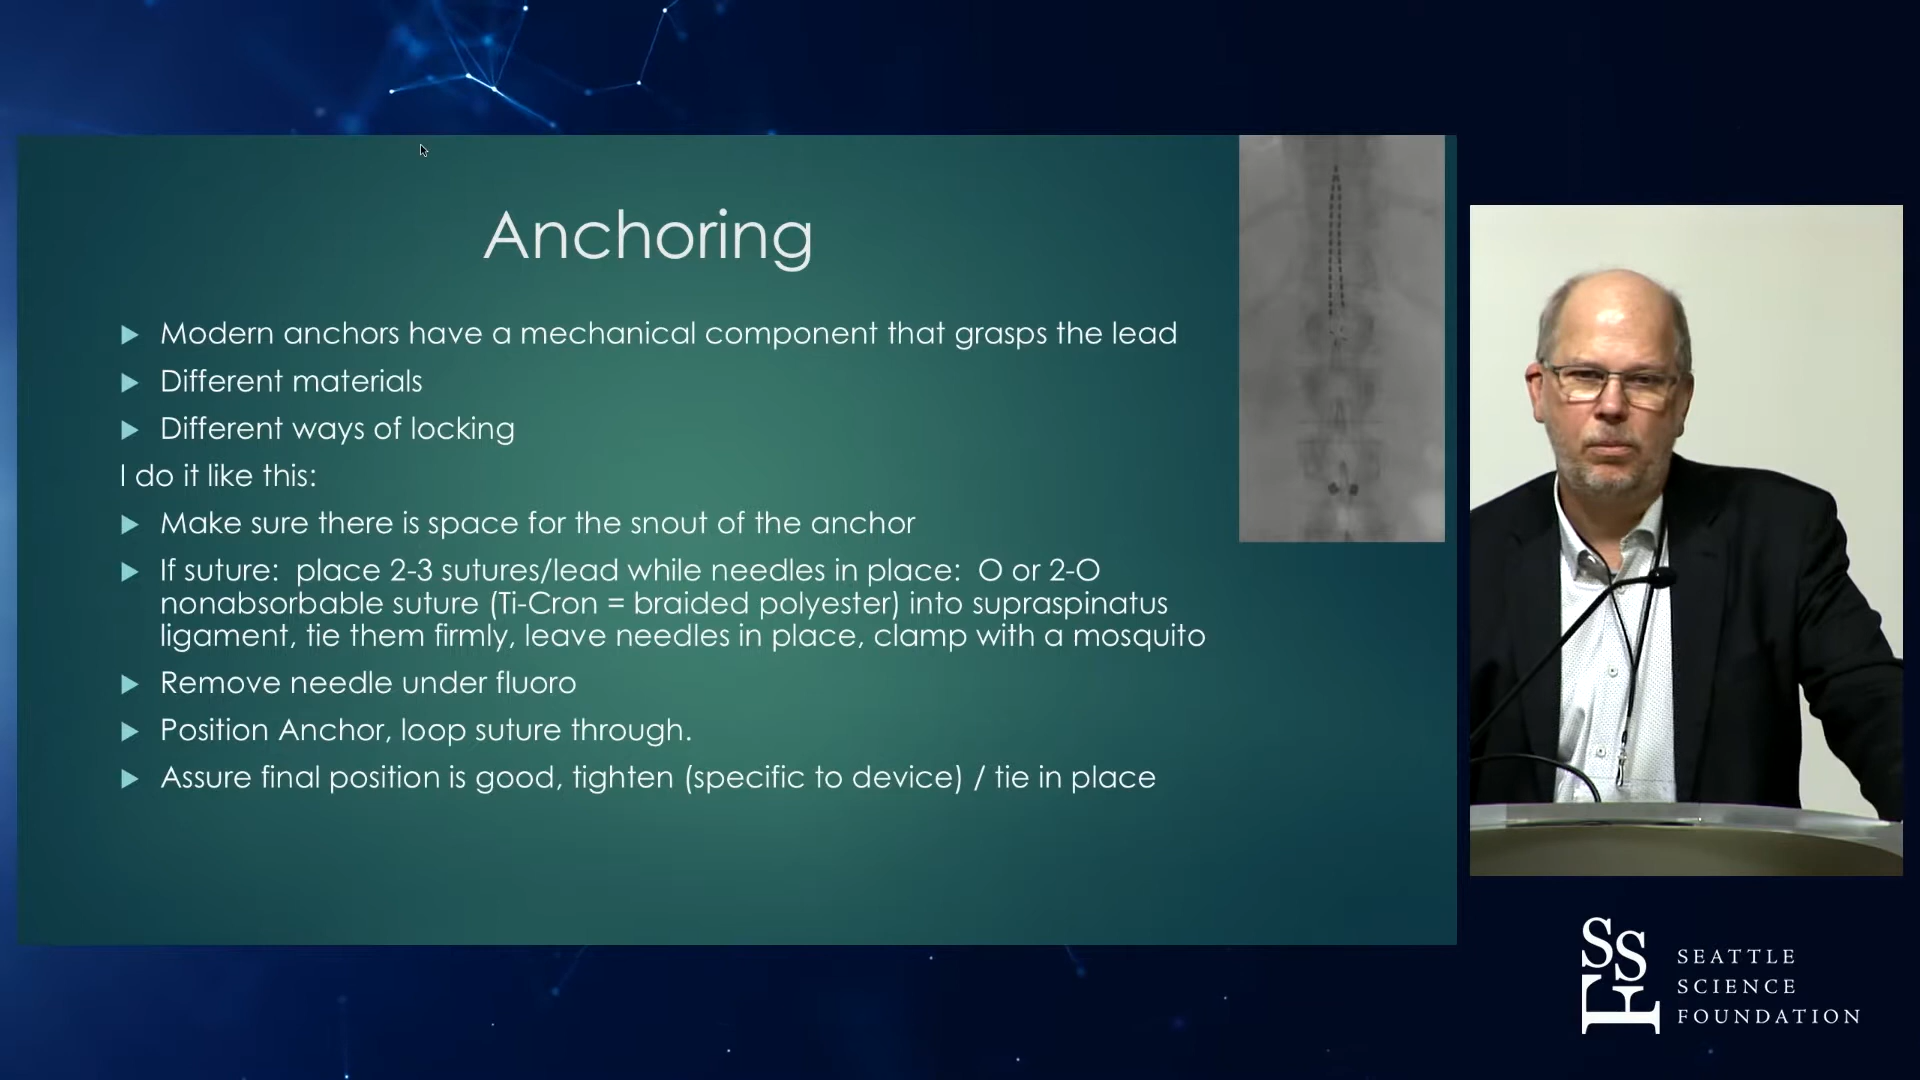 Anchoring
▶ Modern anchors have a mechanical component that grasps the lead
▶ Different materials
▶ Different ways of locking
I do it like this:
▶ Make sure there is space for the snout of the anchor
▶ If suture: place 2-3 sutures/lead while needles in place: O or 2-O
nonabsorbable suture (Ti-Cron = braided polyester) into supraspinatus
ligament, tie them firmly, leave needles in place, clamp with a mosquito
▶ Remove needle under fluoro
▶ Position Anchor, loop suture through.
▶ Assure final position is good, tighten (specific to device) / tie in place
SSF
SEATTLE
SCIENCE
FOUNDATION